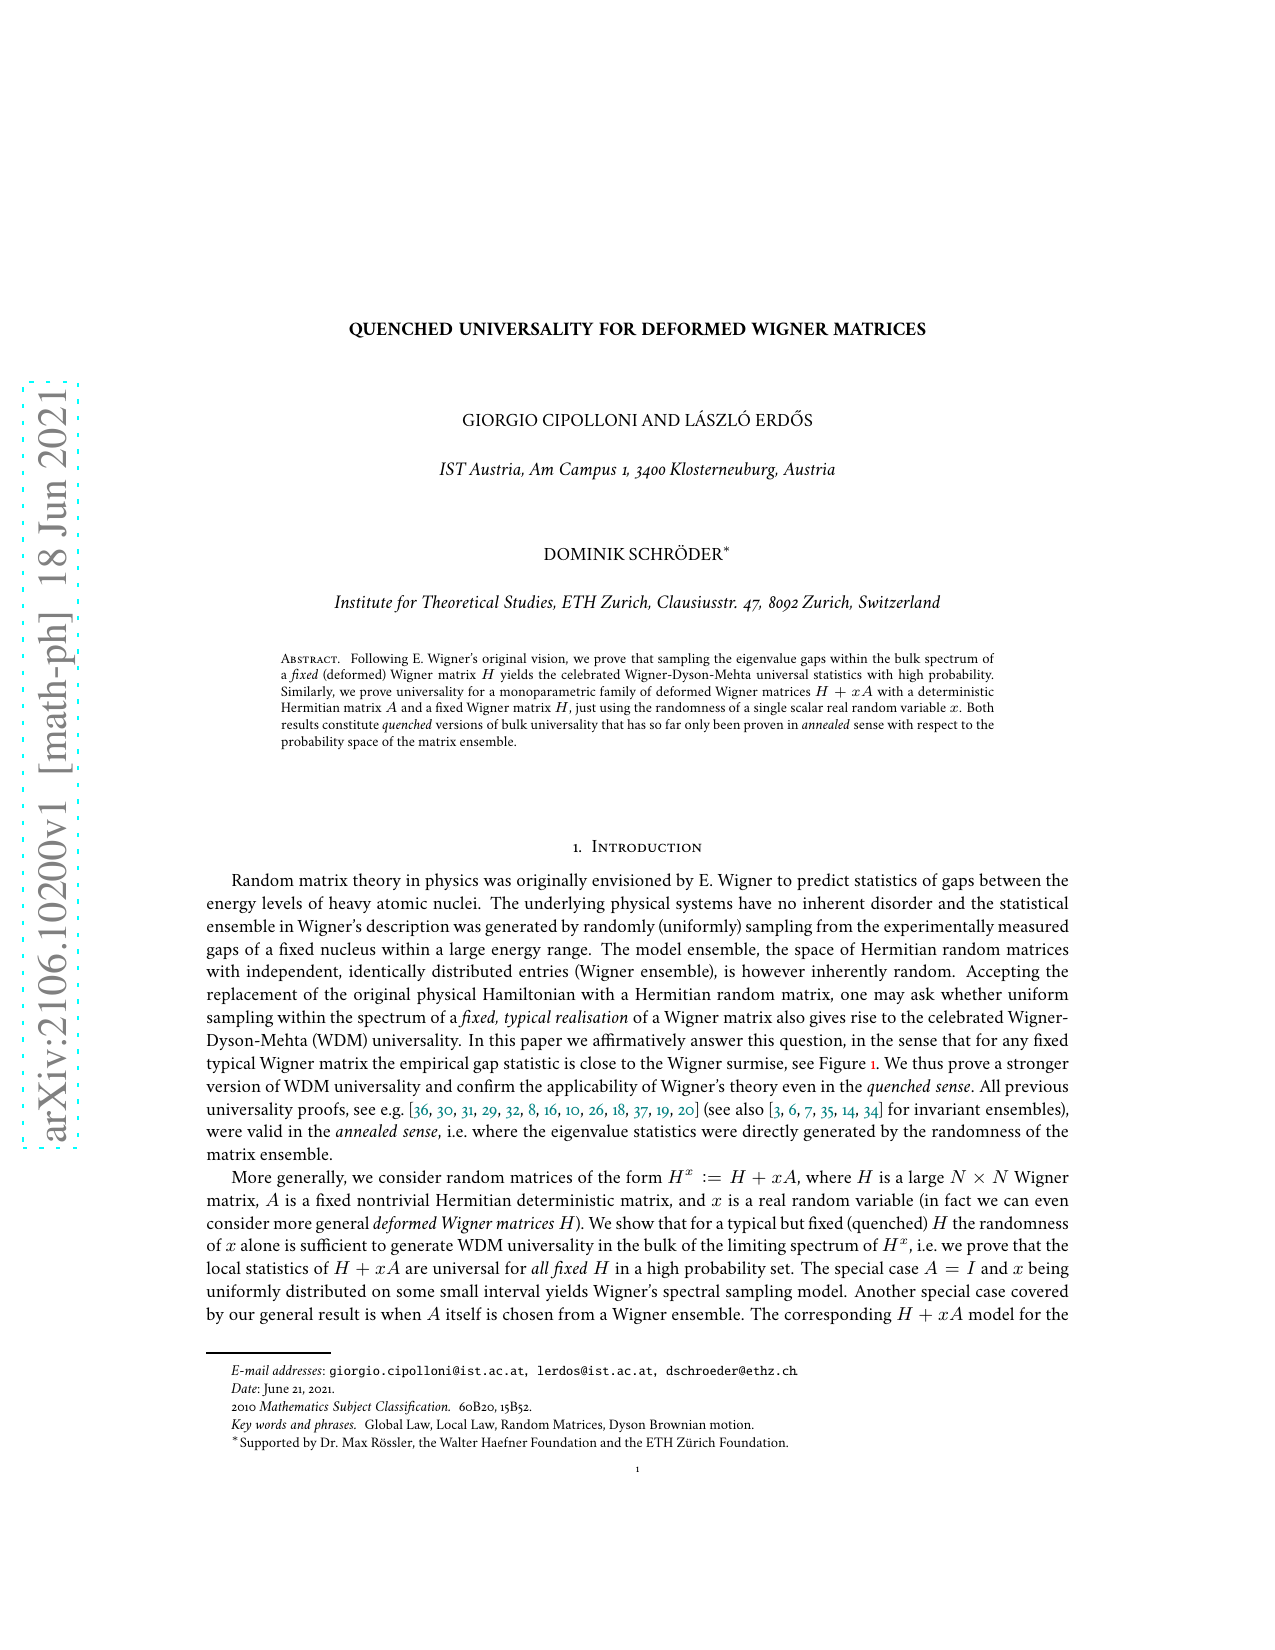 QUENCHED UNIVERSALITY FOR DEFORMED WIGNER MATRICES
GIORGIO CIPOLLONI AND LÁSZLÓ ERDŐS
IST Austria, Am Campus 1, 3400 Klosterneuburg, Austria
DOMINIK SCHRÖDER*
Institute for Theoretical Studies, ETH Zurich, Clausiusstr. 47, 8092 Zurich, Switzerland
Abstract. Following E. Wigner's original vision, we prove that sampling the eigenvalue gaps within the bulk spectrum of
a fixed (deformed) Wigner matrix H yields the celebrated Wigner-Dyson-Mehta universal statistics with high probability.
Similarly, we prove universality for a monoparametric family of deformed Wigner matrices H + xA with a deterministic
Hermitian matrix A and a fixed Wigner matrix H, just using the randomness of a single scalar real random variable x. Both
results constitute quenched versions of bulk universality that has so far only been proven in annealed sense with respect to the
probability space of the matrix ensemble.
1. Introduction
Random matrix theory in physics was originally envisioned by E. Wigner to predict statistics of gaps between the
energy levels of heavy atomic nuclei. The underlying physical systems have no inherent disorder and the statistical
ensemble in Wigner's description was generated by randomly (uniformly) sampling from the experimentally measured
gaps of a fixed nucleus within a large energy range. The model ensemble, the space of Hermitian random matrices
with independent, identically distributed entries (Wigner ensemble), is however inherently random. Accepting the
replacement of the original physical Hamiltonian with a Hermitian random matrix, one may ask whether uniform
sampling within the spectrum of a fixed, typical realisation of a Wigner matrix also gives rise to the celebrated Wigner-
Dyson-Mehta (WDM) universality. In this paper we affirmatively answer this question, in the sense that for any fixed
typical Wigner matrix the empirical gap statistic is close to the Wigner surmise, see Figure 1. We thus prove a stronger
version of WDM universality and confirm the applicability of Wigner's theory even in the quenched sense. All previous
universality proofs, see e.g. [36, 30, 31, 29, 32, 8, 16, 10, 26, 18, 37, 19, 20] (see also [3, 6, 7, 35, 14, 34] for invariant ensembles),
were valid in the annealed sense, i.e. where the eigenvalue statistics were directly generated by the randomness of the
matrix ensemble.
More generally, we consider random matrices of the form Hˣ := H + xA, where H is a large N × N Wigner
matrix, A is a fixed nontrivial Hermitian deterministic matrix, and x is a real random variable (in fact we can even
consider more general deformed Wigner matrices H). We show that for a typical but fixed (quenched) H the randomness
of x alone is sufficient to generate WDM universality in the bulk of the limiting spectrum of Hˣ, i.e. we prove that the
local statistics of H + xA are universal for all fixed H in a high probability set. The special case A = I and x being
uniformly distributed on some small interval yields Wigner's spectral sampling model. Another special case covered
by our general result is when A itself is chosen from a Wigner ensemble. The corresponding H + xA model for the
E-mail addresses: giorgio.cipolloni@ist.ac.at, lerdos@ist.ac.at, dschroeder@ethz.ch
Date: June 21, 2021.
2010 Mathematics Subject Classification. 60B20, 15B52.
Key words and phrases. Global Law, Local Law, Random Matrices, Dyson Brownian motion.
*Supported by Dr. Max Rössler, the Walter Haefner Foundation and the ETH Zürich Foundation.
1
arXiv:2106.10200v1 [math-ph] 18 Jun 2021